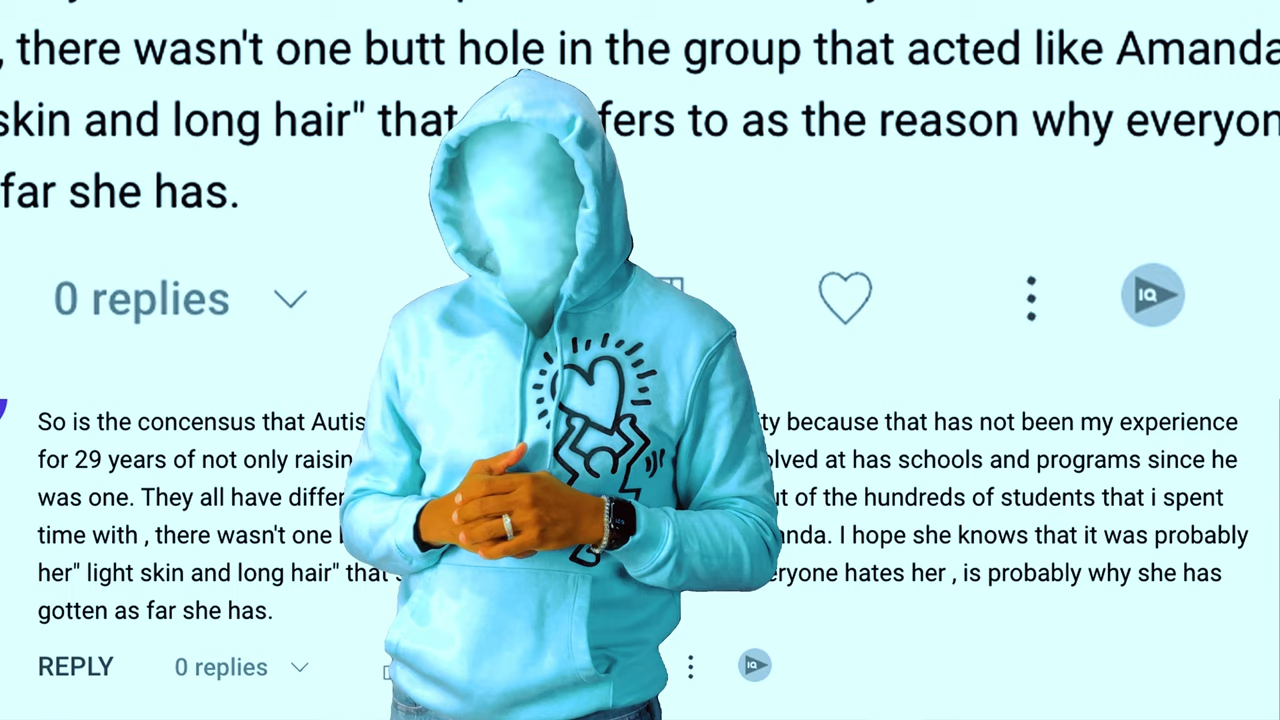 , there wasn't one butt hole in the group that acted like Amanda
skin and long hair" that fers to as the reason why everyon
far she has.
0 replies
IQ
So is the concensus that Autis ty because that has not been my experience
for 29 years of not only raisin olved at has schools and programs since he
was one. They all have differ t of the hundreds of students that i spent
time with , there wasn't one nda. I hope she knows that it was probably
her" light skin and long hair" that eryone hates her , is probably why she has
gotten as far she has.
REPLY 0 replies
IQ